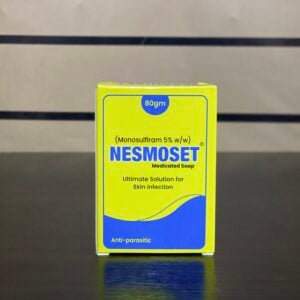 80gm
(Monosulfiram 5% w/w)
NESMOSET®
Medicated Soap
Ultimate Solution for
Skin infection
Anti-parasitic